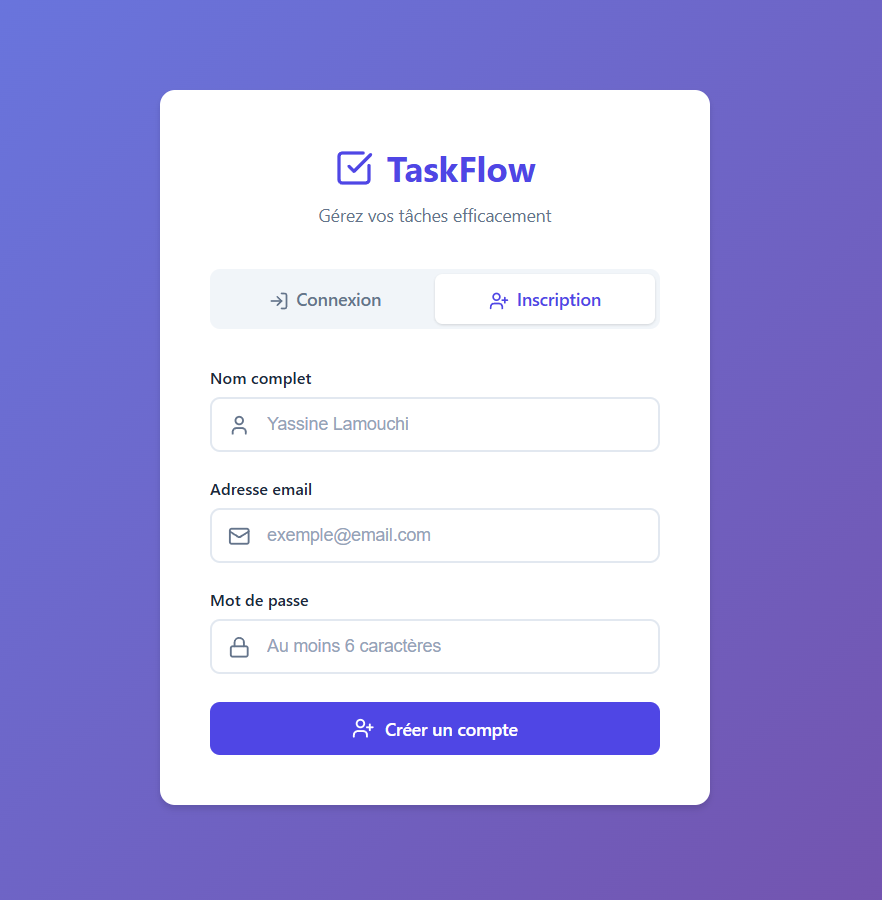 TaskFlow
Gérez vos tâches efficacement
Connexion
Inscription
Nom complet
Yassine Lamouchi
Adresse email
exemple@email.com
Mot de passe
Au moins 6 caractères
Créer un compte